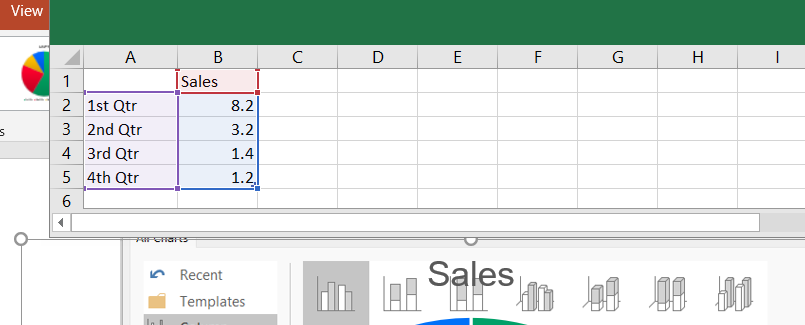 View
A B C D E F G H I
1 Sales
2 1st Qtr 8.2
3 2nd Qtr 3.2
4 3rd Qtr 1.4
5 4th Qtr 1.2
6
s
All Charts
Recent
Sales
Templates